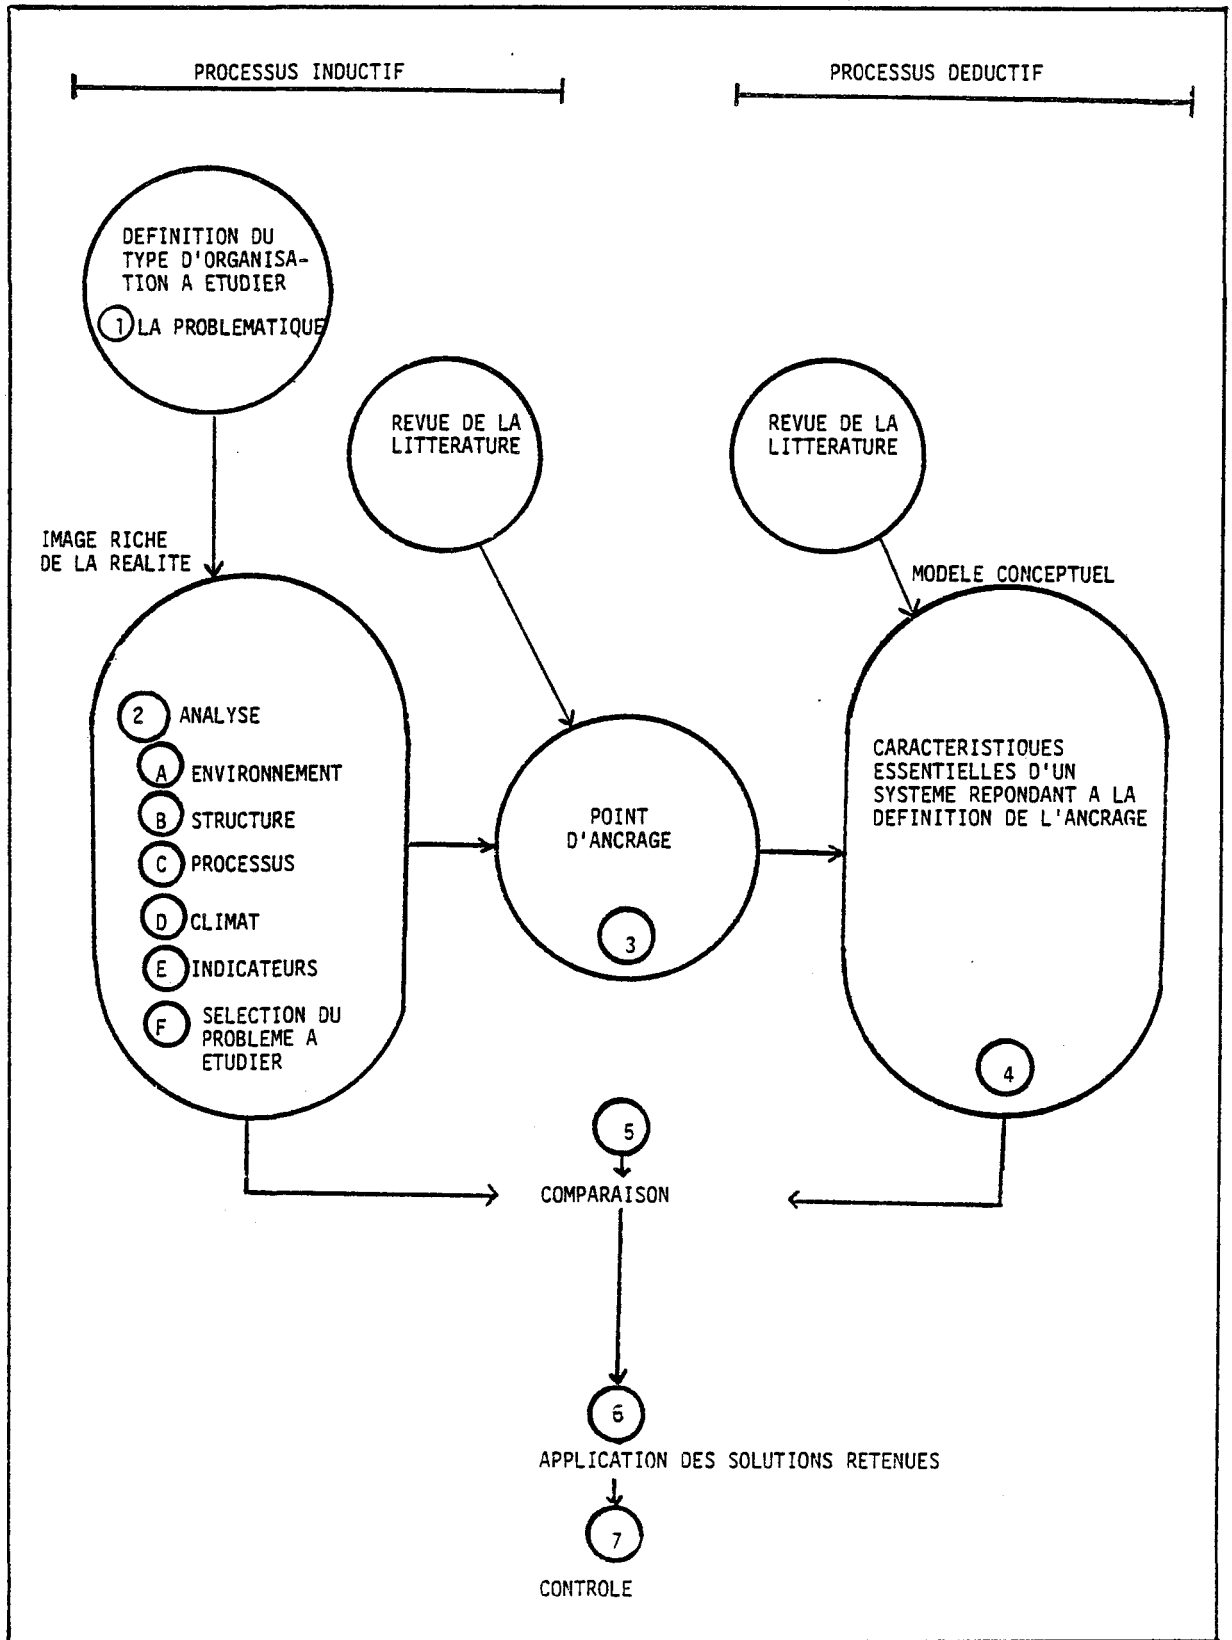 PROCESSUS INDUCTIF
PROCESSUS DEDUCTIF
DEFINITION DU
TYPE D'ORGANISA-
TION A ETUDIER
1 LA PROBLEMATIQUE
REVUE DE LA
LITTERATURE
REVUE DE LA
LITTERATURE
IMAGE RICHE
DE LA REALITE
MODELE CONCEPTUEL
2 ANALYSE
A ENVIRONNEMENT
B STRUCTURE
C PROCESSUS
D CLIMAT
E INDICATEURS
F SELECTION DU
PROBLEME A
ETUDIER
POINT
D'ANCRAGE
3
CARACTERISTIQUES
ESSENTIELLES D'UN
SYSTEME REPONDANT A LA
DEFINITION DE L'ANCRAGE
4
5
COMPARAISON
6
APPLICATION DES SOLUTIONS RETENUES
7
CONTROLE